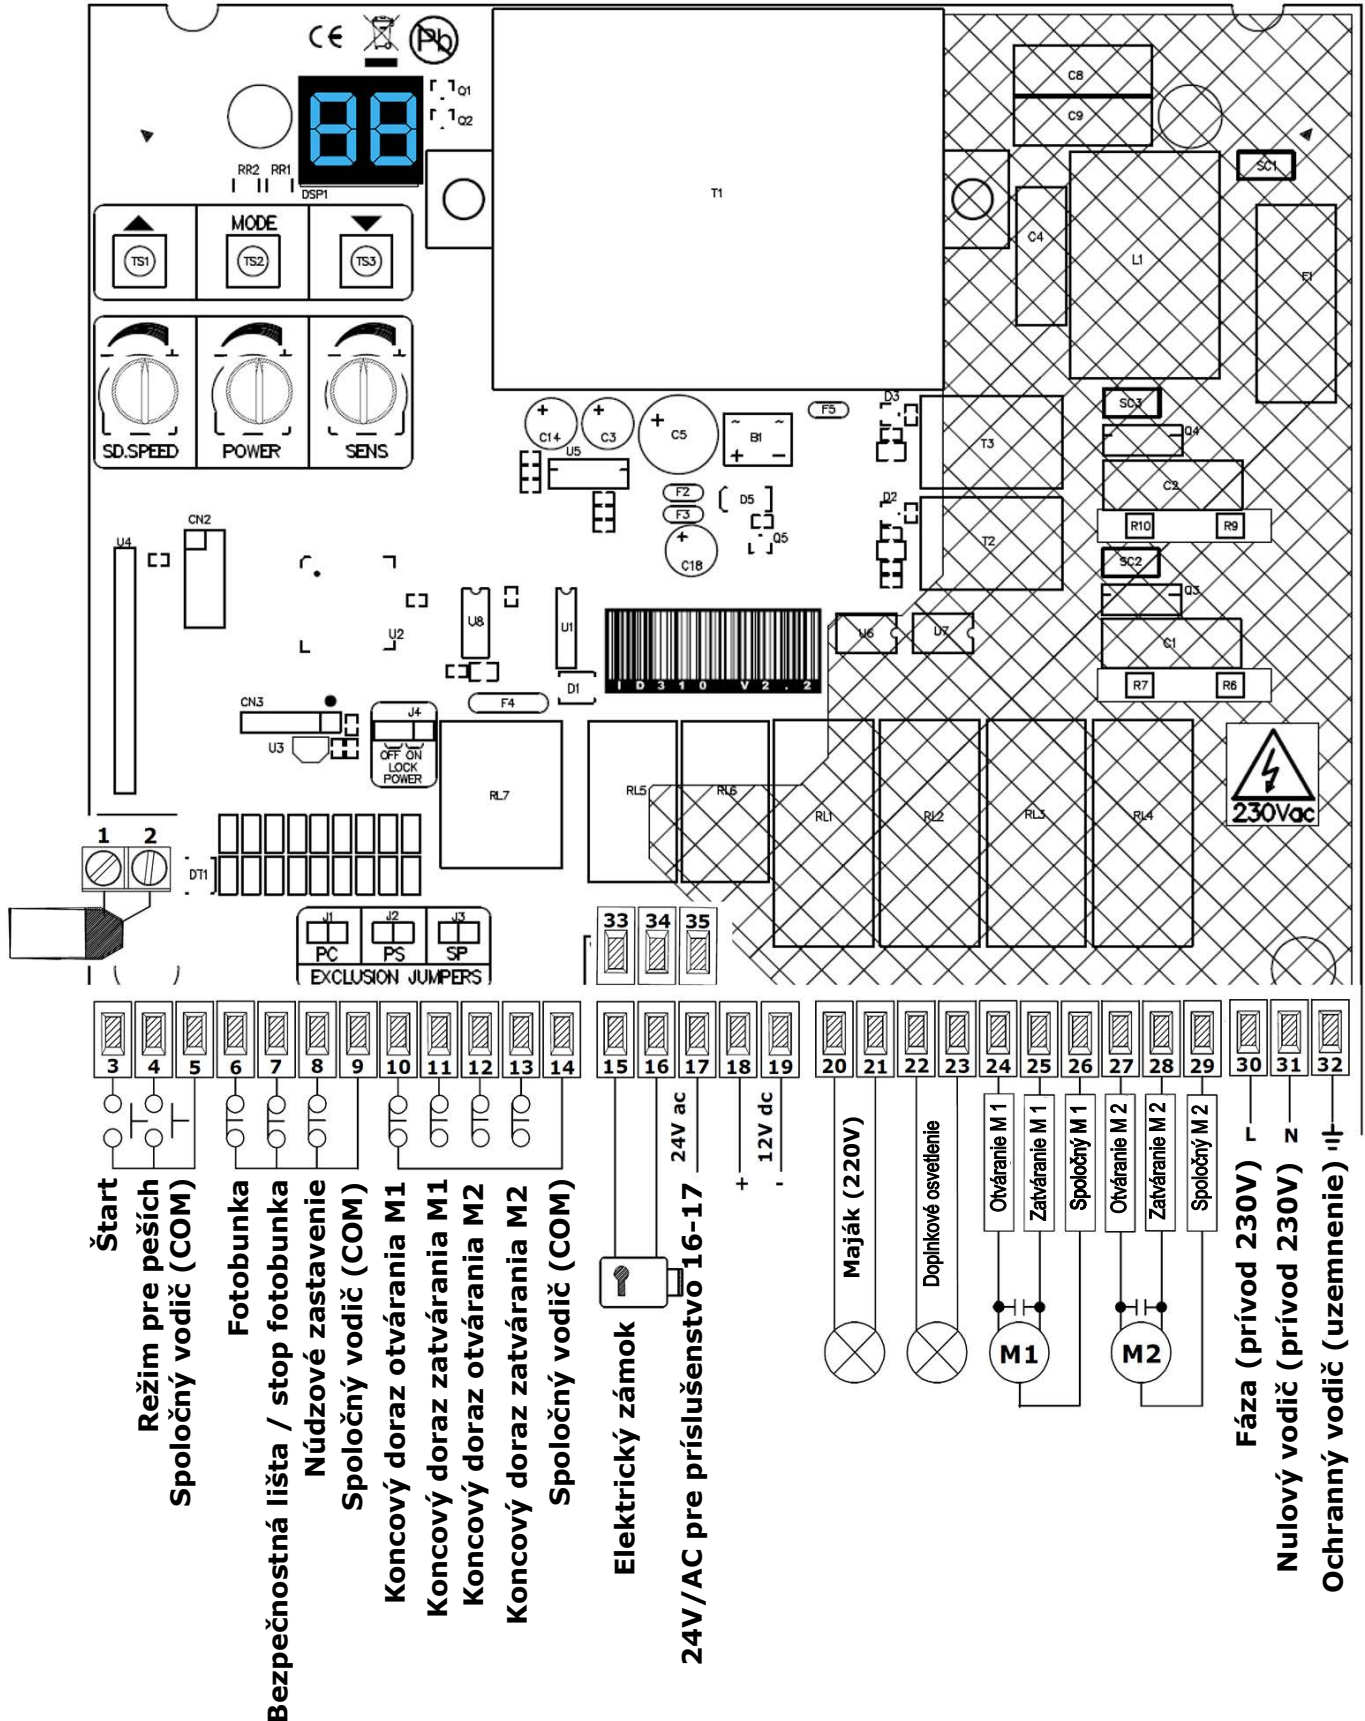 CE
Pb
Q1
Q2
RR2 RR1
DSP1
T1
C8
C9
SC1
C4
L1
F1
MODE
TS1
TS2
TS3
SD.SPEED
POWER
SENS
C14
C3
C5
B1
F5
D3
T3
SC3
Q4
U5
F2
F3
D5
Q5
C18
D2
T2
C2
R10
R9
SC2
Q3
CN2
U4
U2
U8
U1
D1
ID310 V2.2
U6
U7
C1
R7
R6
CN3
U3
J4
OFF ON
LOCK
POWER
F4
RL7
RL5
RL6
RL1
RL2
RL3
RL4
230Vac
1 2
DT1
J1
J2
J3
PC
PS
SP
EXCLUSION JUMPERS
33 34 35
3 4 5 6 7 8 9 10 11 12 13 14 15 16 17 18 19 20 21 22 23 24 25 26 27 28 29 30 31 32
Štart
Režim pre peších
Spoločný vodič (COM)
Fotobunka
Bezpečnostná lišta / stop fotobunka
Núdzové zastavenie
Spoločný vodič (COM)
Koncový doraz otvárania M1
Koncový doraz zatvárania M1
Koncový doraz otvárania M2
Koncový doraz zatvárania M2
Spoločný vodič (COM)
Elektrický zámok
24V ac
24V/AC pre príslušenstvo 16-17
+
12V dc
-
Maják (220V)
Doplnkové osvetlenie
Otváranie M 1
Zatváranie M 1
Spoločný M 1
Otváranie M 2
Zatváranie M 2
Spoločný M 2
M1
M2
L
N
Fáza (prívod 230V)
Nulový vodič (prívod 230V)
Ochranný vodič (uzemnenie)